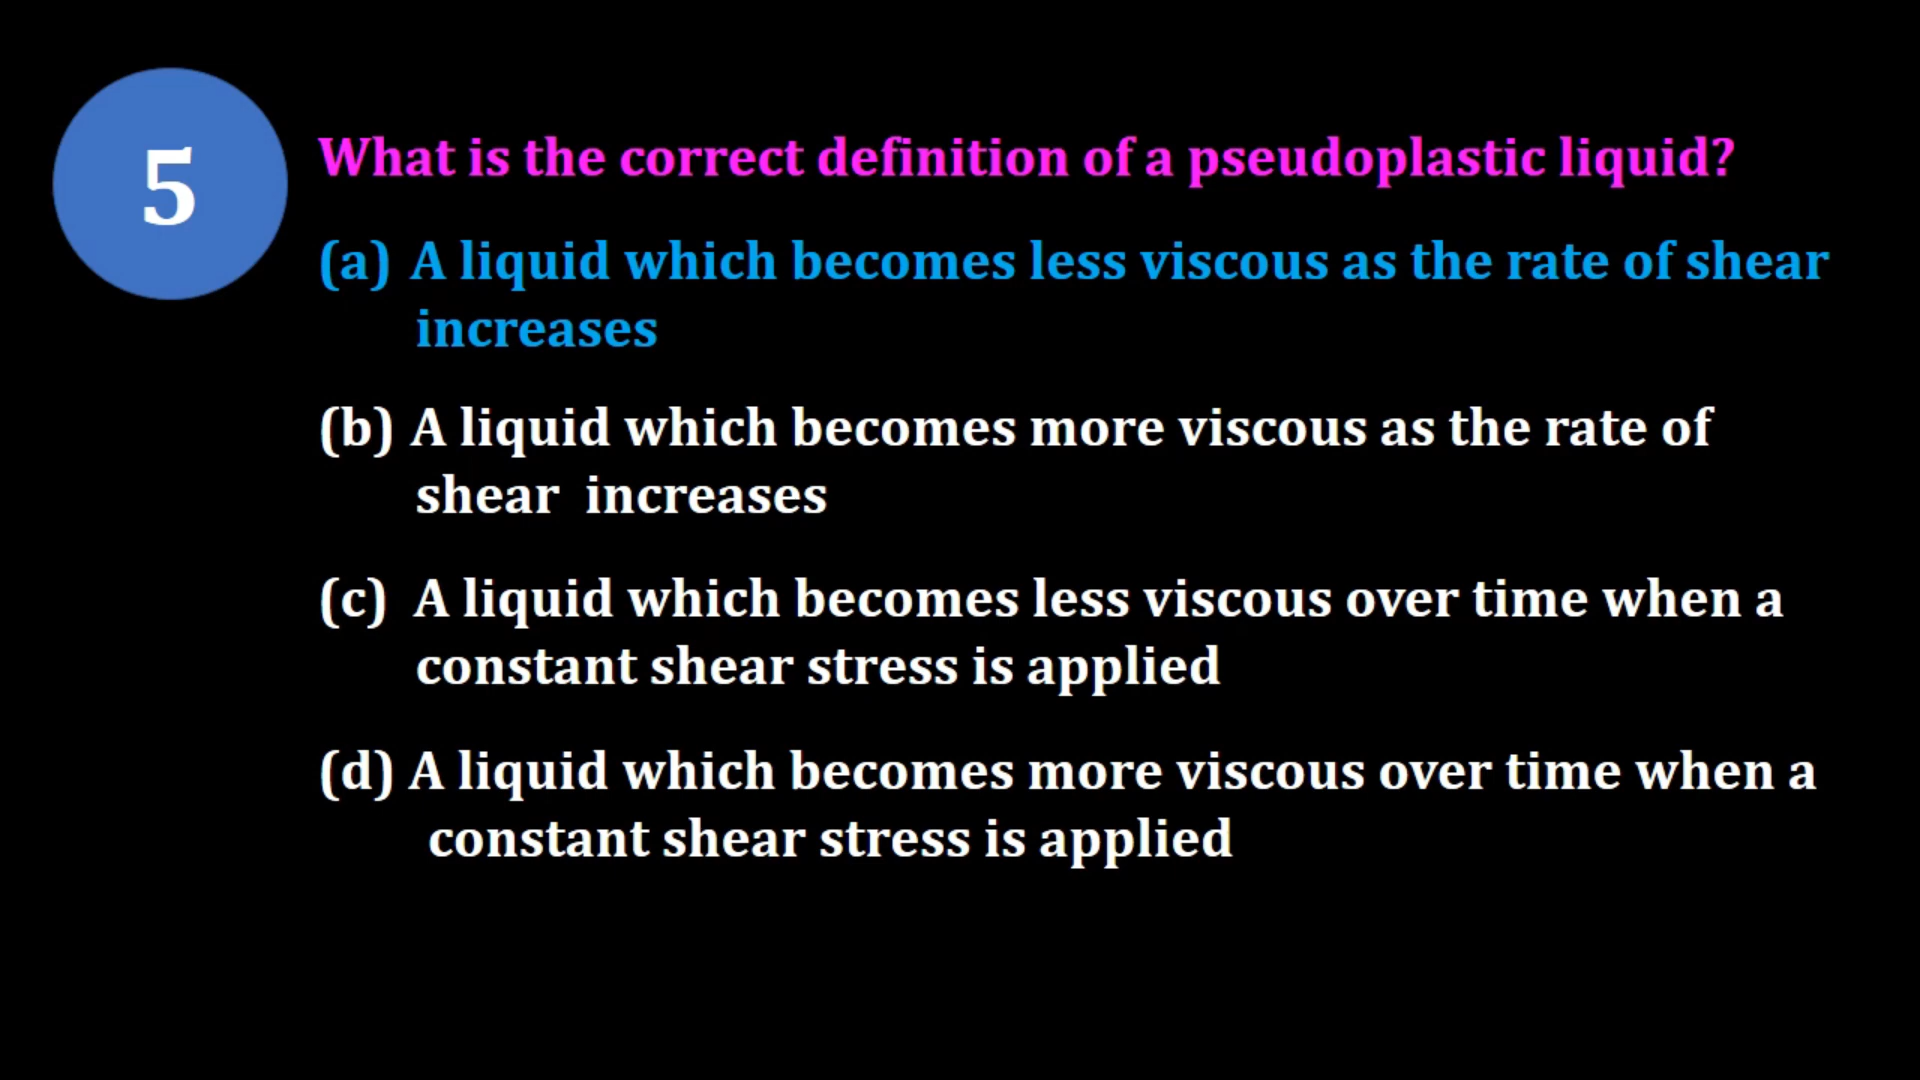 5
What is the correct definition of a pseudoplastic liquid?
(a) A liquid which becomes less viscous as the rate of shear
increases
(b) A liquid which becomes more viscous as the rate of
shear increases
(c) A liquid which becomes less viscous over time when a
constant shear stress is applied
(d) A liquid which becomes more viscous over time when a
constant shear stress is applied